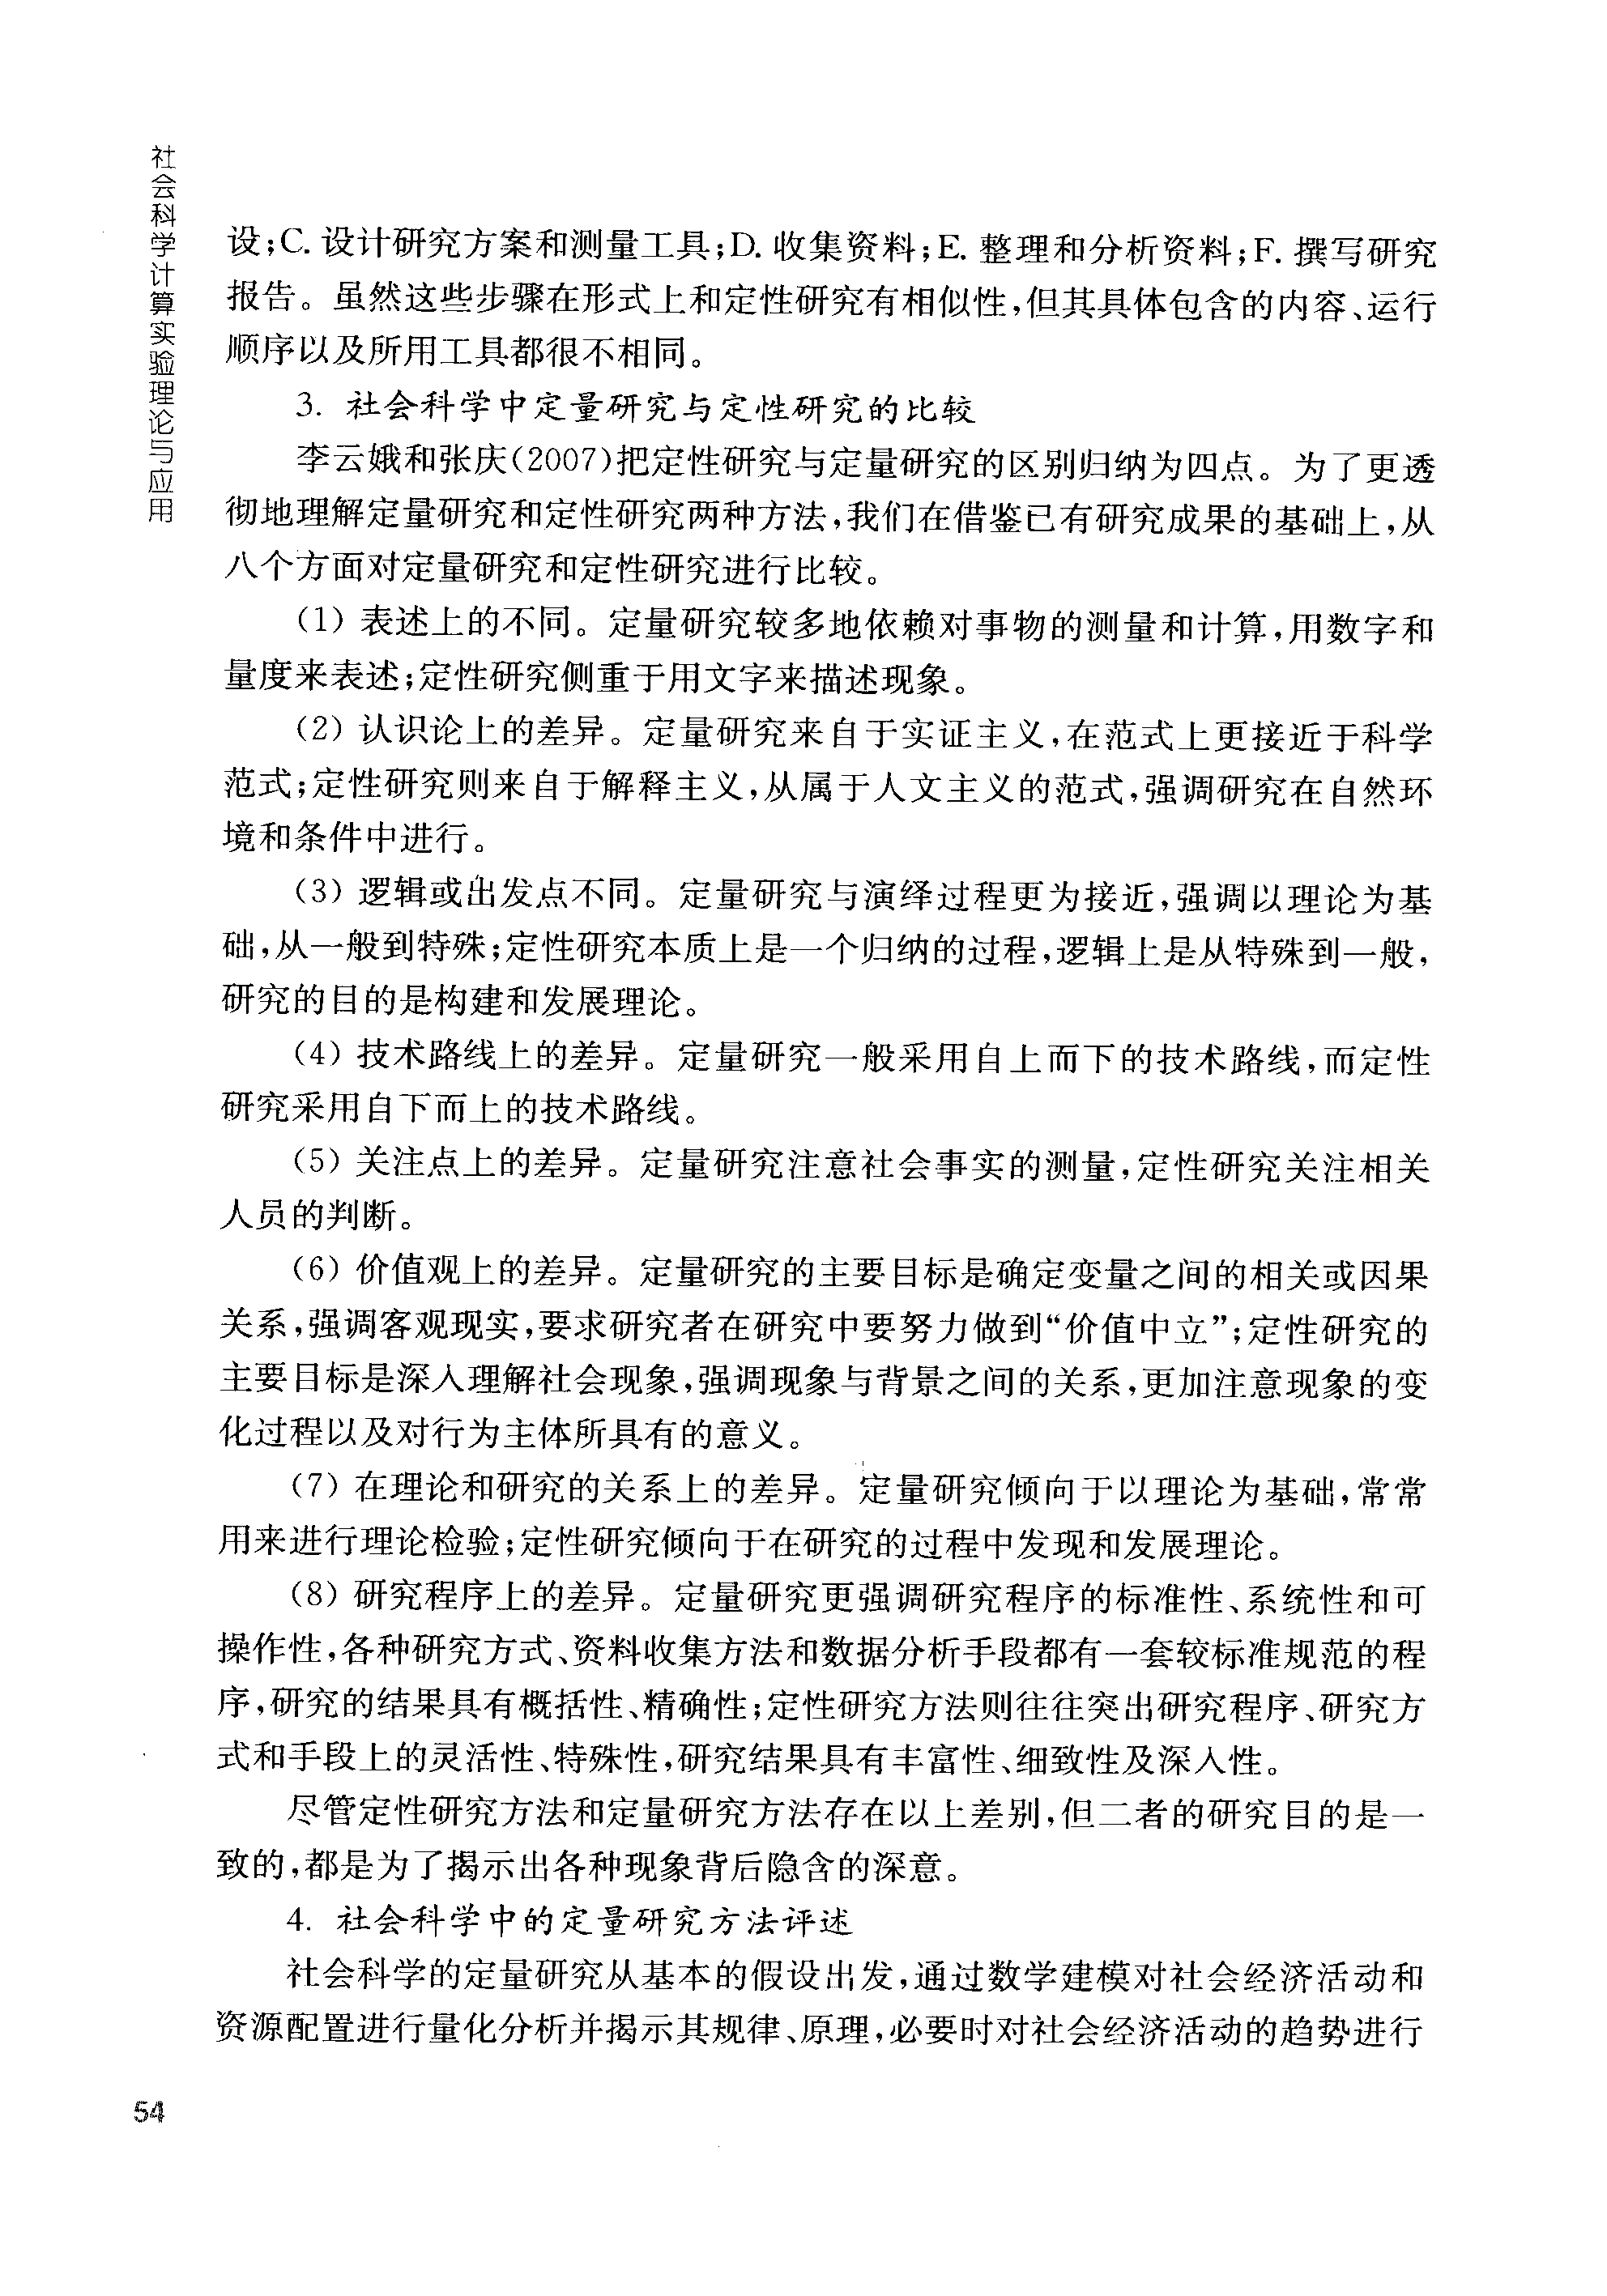 社会科学计算实验理论与应用
设;C. 设计研究方案和测量工具;D. 收集资料;E. 整理和分析资料;F. 撰写研究
报告。虽然这些步骤在形式上和定性研究有相似性,但其具体包含的内容、运行
顺序以及所用工具都很不相同。
3. 社会科学中定量研究与定性研究的比较
李云娥和张庆(2007)把定性研究与定量研究的区别归纳为四点。为了更透
彻地理解定量研究和定性研究两种方法,我们在借鉴已有研究成果的基础上,从
八个方面对定量研究和定性研究进行比较。
(1) 表述上的不同。定量研究较多地依赖对事物的测量和计算,用数字和
量度来表述;定性研究侧重于用文字来描述现象。
(2) 认识论上的差异。定量研究来自于实证主义,在范式上更接近于科学
范式;定性研究则来自于解释主义,从属于人文主义的范式,强调研究在自然环
境和条件中进行。
(3) 逻辑或出发点不同。定量研究与演绎过程更为接近,强调以理论为基
础,从一般到特殊;定性研究本质上是一个归纳的过程,逻辑上是从特殊到一般,
研究的目的是构建和发展理论。
(4) 技术路线上的差异。定量研究一般采用自上而下的技术路线,而定性
研究采用自下而上的技术路线。
(5) 关注点上的差异。定量研究注意社会事实的测量,定性研究关注相关
人员的判断。
(6) 价值观上的差异。定量研究的主要目标是确定变量之间的相关或因果
关系,强调客观现实,要求研究者在研究中要努力做到“价值中立”;定性研究的
主要目标是深入理解社会现象,强调现象与背景之间的关系,更加注意现象的变
化过程以及对行为主体所具有的意义。
(7) 在理论和研究的关系上的差异。定量研究倾向于以理论为基础,常常
用来进行理论检验;定性研究倾向于在研究的过程中发现和发展理论。
(8) 研究程序上的差异。定量研究更强调研究程序的标准性、系统性和可
操作性,各种研究方式、资料收集方法和数据分析手段都有一套较标准规范的程
序,研究的结果具有概括性、精确性;定性研究方法则往往突出研究程序、研究方
式和手段上的灵活性、特殊性,研究结果具有丰富性、细致性及深入性。
尽管定性研究方法和定量研究方法存在以上差别,但二者的研究目的是一
致的,都是为了揭示出各种现象背后隐含的深意。
4. 社会科学中的定量研究方法评述
社会科学的定量研究从基本的假设出发,通过数学建模对社会经济活动和
资源配置进行量化分析并揭示其规律、原理,必要时对社会经济活动的趋势进行
54